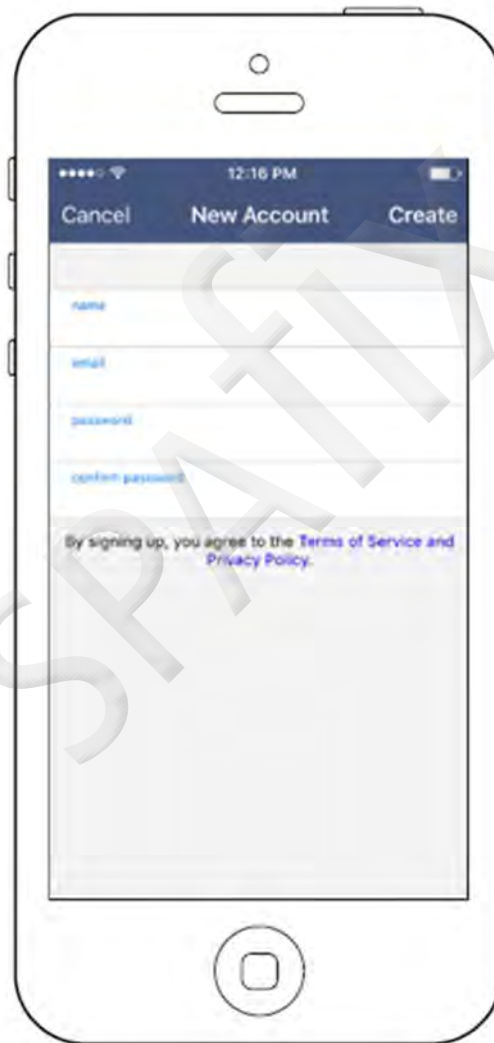 12:16 PM
Cancel New Account Create
name
email
password
confirm password
By signing up, you agree to the Terms of Service and
Privacy Policy.
SPAfix